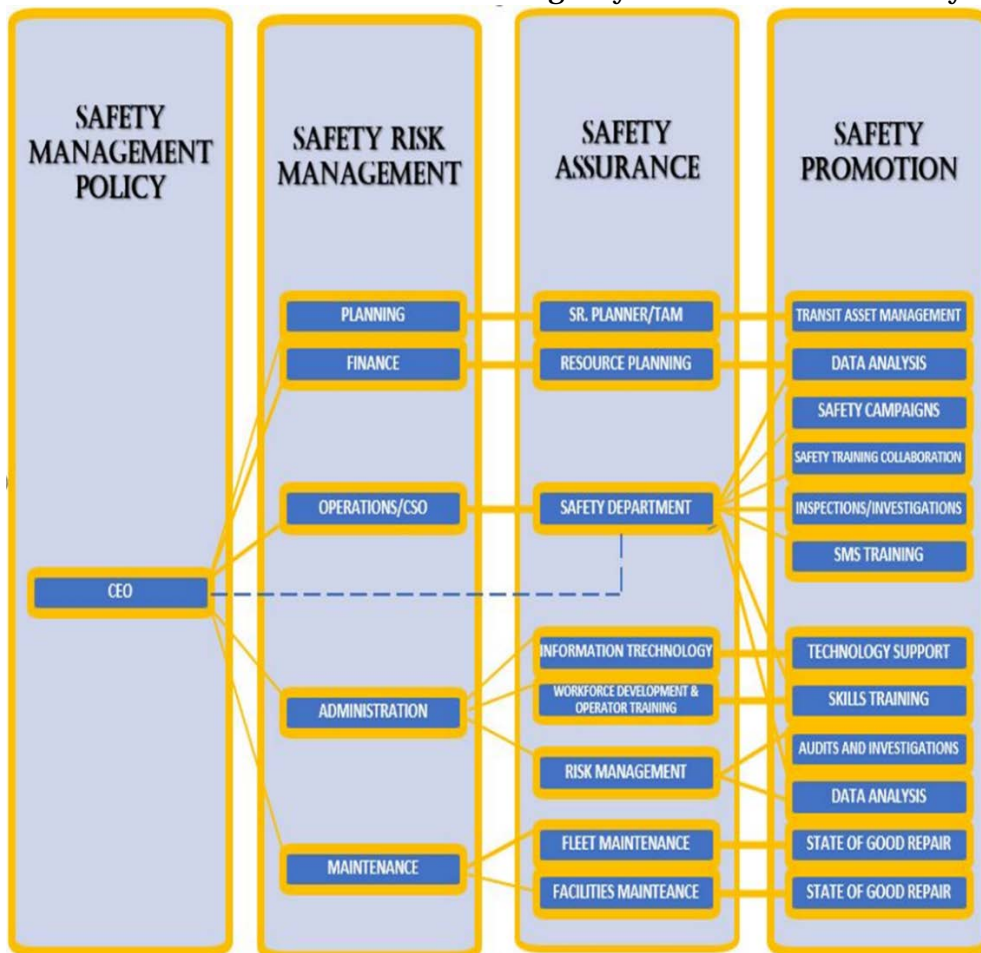 SAFETY
MANAGEMENT
POLICY
CEO
SAFETY RISK
MANAGEMENT
PLANNING
FINANCE
OPERATIONS/CSO
ADMINISTRATION
MAINTENANCE
SAFETY
ASSURANCE
SR. PLANNER/TAM
RESOURCE PLANNING
SAFETY DEPARTMENT
INFORMATION TRECHNOLOGY
WORKFORCE DEVELOPMENT &
OPERATOR TRAINING
RISK MANAGEMENT
FLEET MAINTENANCE
FACILITIES MAINTEANCE
SAFETY
PROMOTION
TRANSIT ASSET MANAGEMENT
DATA ANALYSIS
SAFETY CAMPAIGNS
SAFETY TRAINING COLLABORATION
INSPECTIONS/INVESTIGATIONS
SMS TRAINING
TECHNOLOGY SUPPORT
SKILLS TRAINING
AUDITS AND INVESTIGATIONS
DATA ANALYSIS
STATE OF GOOD REPAIR
STATE OF GOOD REPAIR